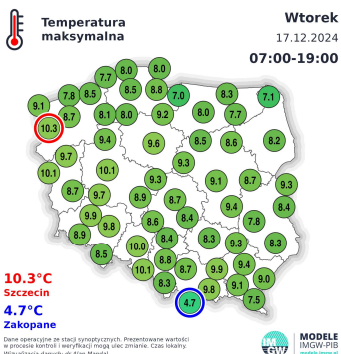 Temperatura
maksymalna
Wtorek
17.12.2024
07:00-19:00
8.0 8.0
7.7
7.8 8.5 8.5 8.8 7.0 8.3 7.1
9.1
8.7 8.1 8.0 9.2 8.0 7.7
10.3
9.4 9.6 8.5 8.6 8.2
9.7 9.3
10.1 10.1 9.3 9.1 8.7 9.3
8.7 9.7 8.9 8.7
9.4 8.4
9.9 8.6 8.4 7.8
9.8
8.9 8.4 8.3 9.3 8.3
10.0
8.5 8.8 9.4
10.1 8.7 9.9
8.3 9.1 9.0
9.8
4.7 7.5
10.3°C
Szczecin
4.7°C
Zakopane
Dane operacyjne ze stacji synoptycznych. Prezentowane wartości
w procesie kontroli i weryfikacji mogą ulec zmianie. Czas lokalny.
IM
GW
MODELE
IMGW-PIB